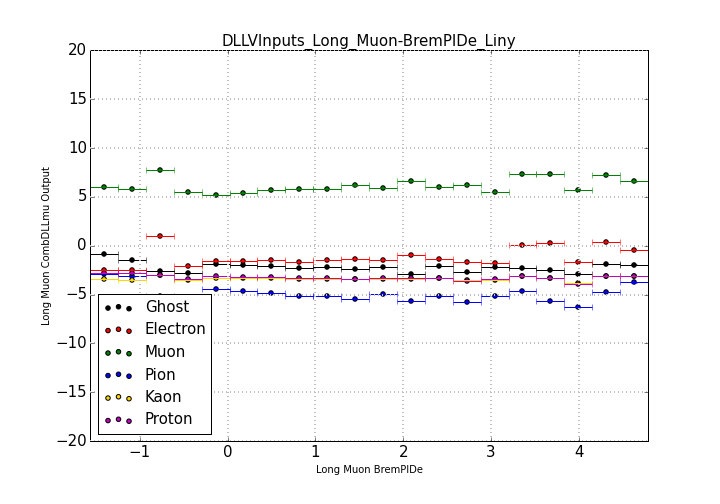 DLLVInputs_Long_Muon-BremPIDe_Liny
20
15
10
5
0
−5
−10
−15
−20
Long Muon CombDLLmu Output
Ghost
Electron
Muon
Pion
Kaon
Proton
−1 0 1 2 3 4
Long Muon BremPIDe